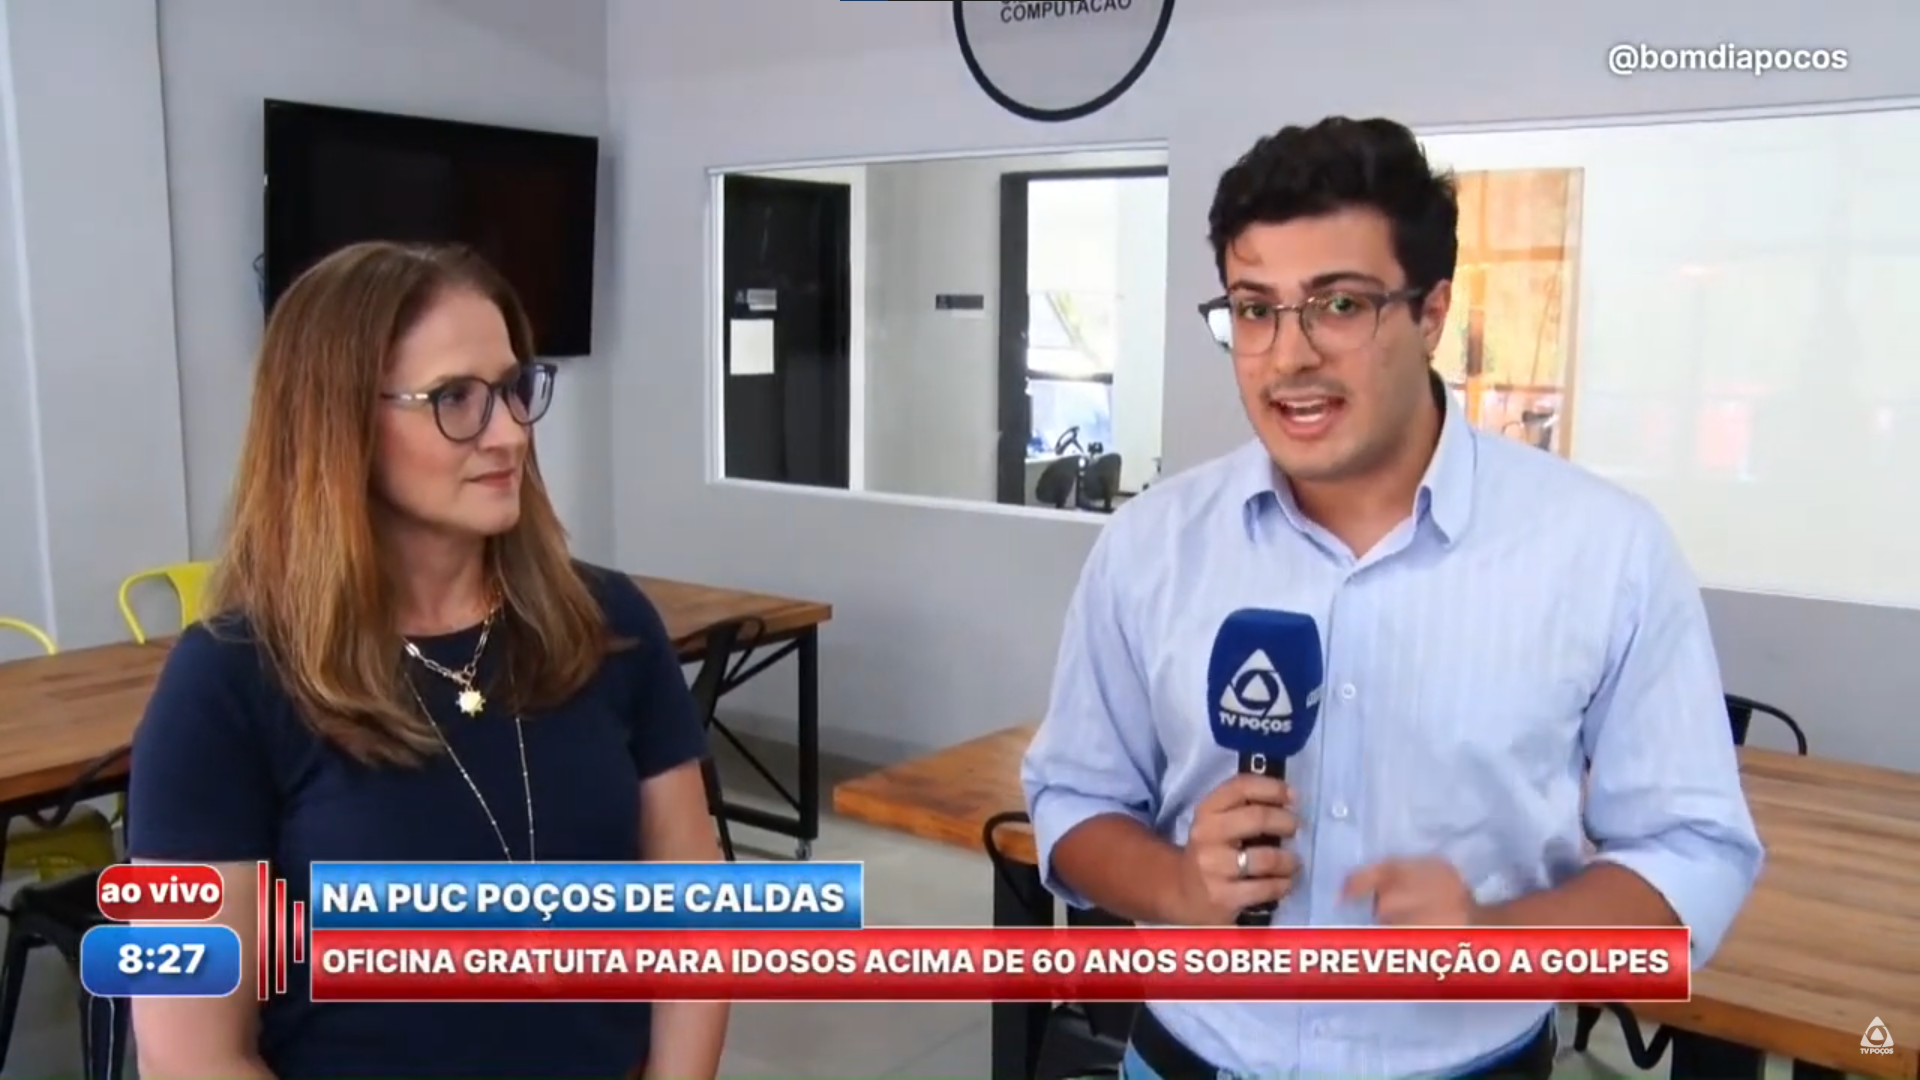 COMPUTACAO
@bomdiapocos
TV POÇOS
ao vivo
8:27
NA PUC POÇOS DE CALDAS
OFICINA GRATUITA PARA IDOSOS ACIMA DE 60 ANOS SOBRE PREVENÇÃO A GOLPES
TV POÇOS